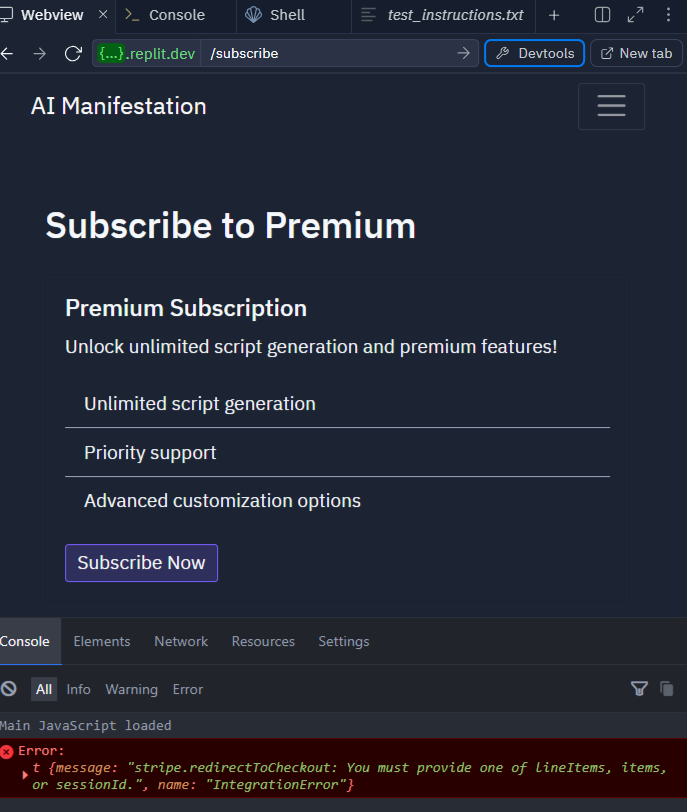 Webview × Console Shell test_instructions.txt +
{...}.replit.dev /subscribe Devtools New tab
AI Manifestation
Subscribe to Premium
Premium Subscription
Unlock unlimited script generation and premium features!
Unlimited script generation
Priority support
Advanced customization options
Subscribe Now
Console Elements Network Resources Settings
All Info Warning Error
Main JavaScript loaded
Error:
t {message: "stripe.redirectToCheckout: You must provide one of lineItems, items,
or sessionId.", name: "IntegrationError"}